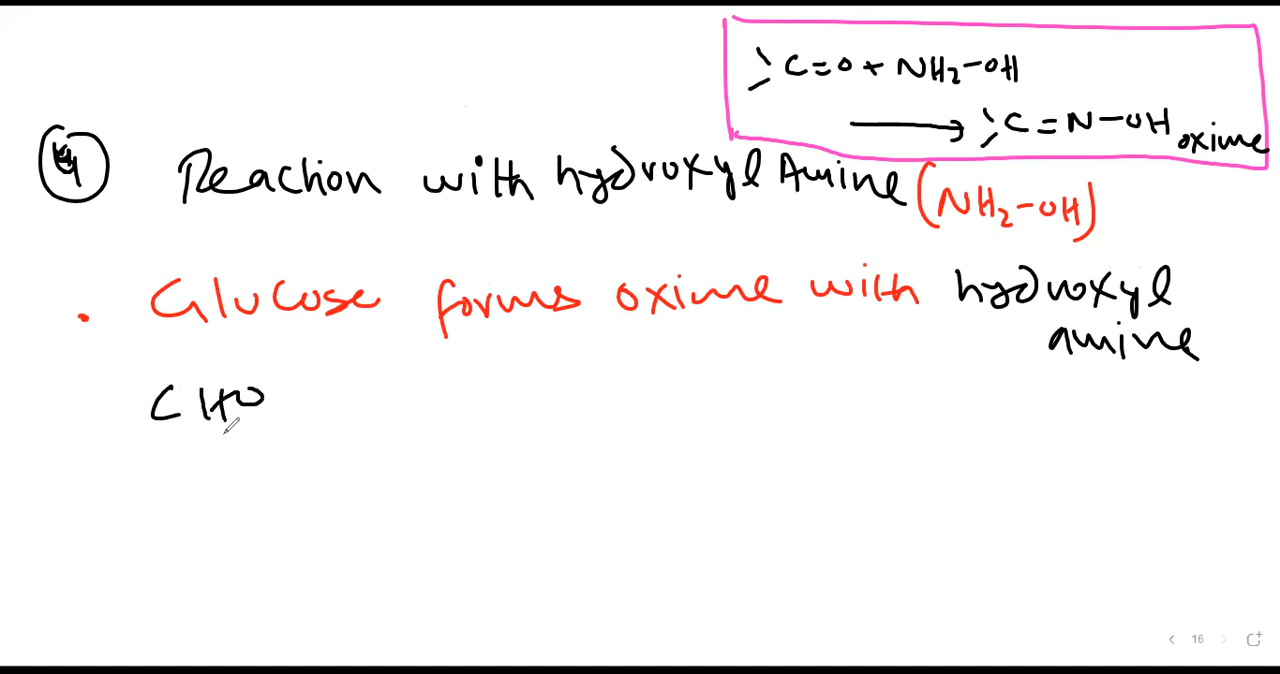 >C=O + NH2-OH
⟶ >C=N-OH oxime
④ Reaction with hydroxyl Amine (NH2-OH)
. Glucose forms oxime with hydroxyl
amine
CHO
16